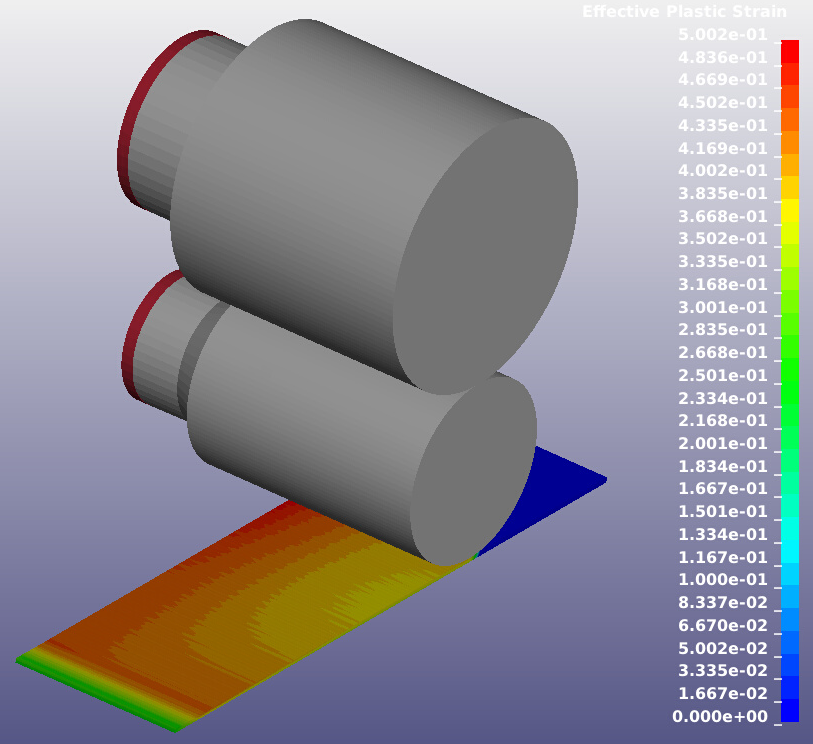 Effective Plastic Strain
5.002e-01
4.836e-01
4.669e-01
4.502e-01
4.335e-01
4.169e-01
4.002e-01
3.835e-01
3.668e-01
3.502e-01
3.335e-01
3.168e-01
3.001e-01
2.835e-01
2.668e-01
2.501e-01
2.334e-01
2.168e-01
2.001e-01
1.834e-01
1.667e-01
1.501e-01
1.334e-01
1.167e-01
1.000e-01
8.337e-02
6.670e-02
5.002e-02
3.335e-02
1.667e-02
0.000e+00